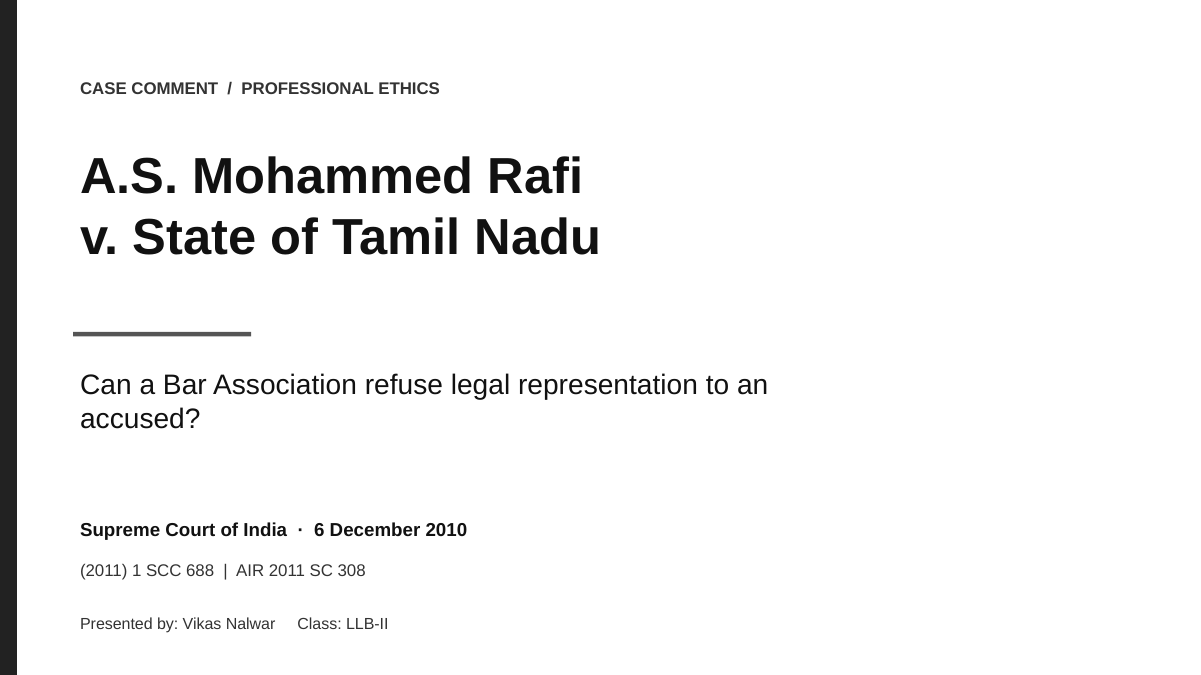 CASE COMMENT / PROFESSIONAL ETHICS
A.S. Mohammed Rafi
v. State of Tamil Nadu
Can a Bar Association refuse legal representation to an
accused?
Supreme Court of India · 6 December 2010
(2011) 1 SCC 688 | AIR 2011 SC 308
Presented by: Vikas Nalwar Class: LLB-II